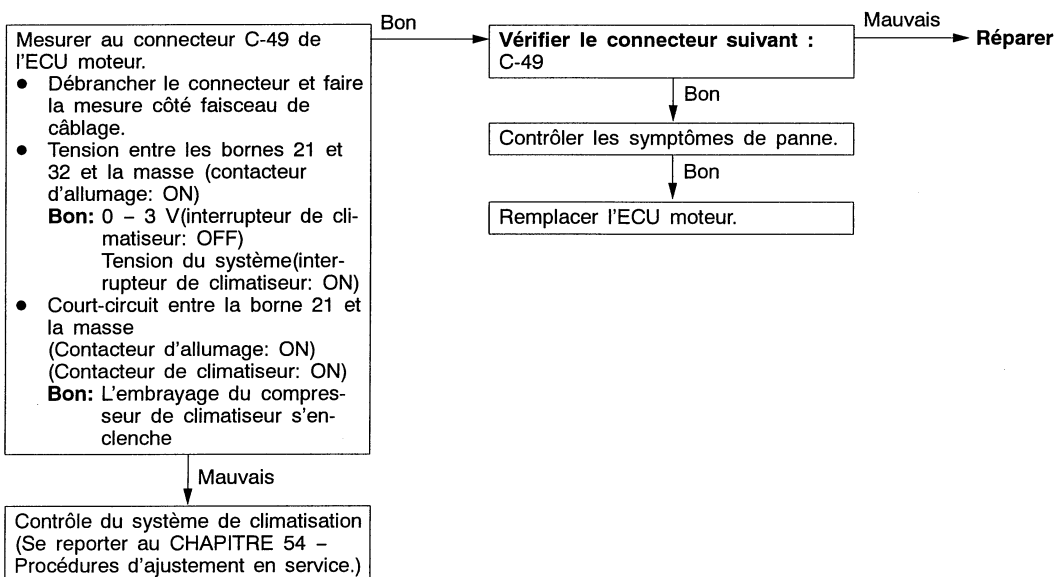 Mesurer au connecteur C-49 de
l'ECU moteur.
● Débrancher le connecteur et faire
la mesure côté faisceau de
câblage.
● Tension entre les bornes 21 et
32 et la masse (contacteur
d'allumage: ON)
Bon: 0 – 3 V(interrupteur de cli-
matiseur: OFF)
Tension du système(inter-
rupteur de climatiseur: ON)
● Court-circuit entre la borne 21 et
la masse
(Contacteur d'allumage: ON)
(Contacteur de climatiseur: ON)
Bon: L'embrayage du compres-
seur de climatiseur s'en-
clenche
Bon
Vérifier le connecteur suivant :
C-49
Mauvais
Réparer
Bon
Contrôler les symptômes de panne.
Bon
Remplacer l'ECU moteur.
Mauvais
Contrôle du système de climatisation
(Se reporter au CHAPITRE 54 –
Procédures d'ajustement en service.)